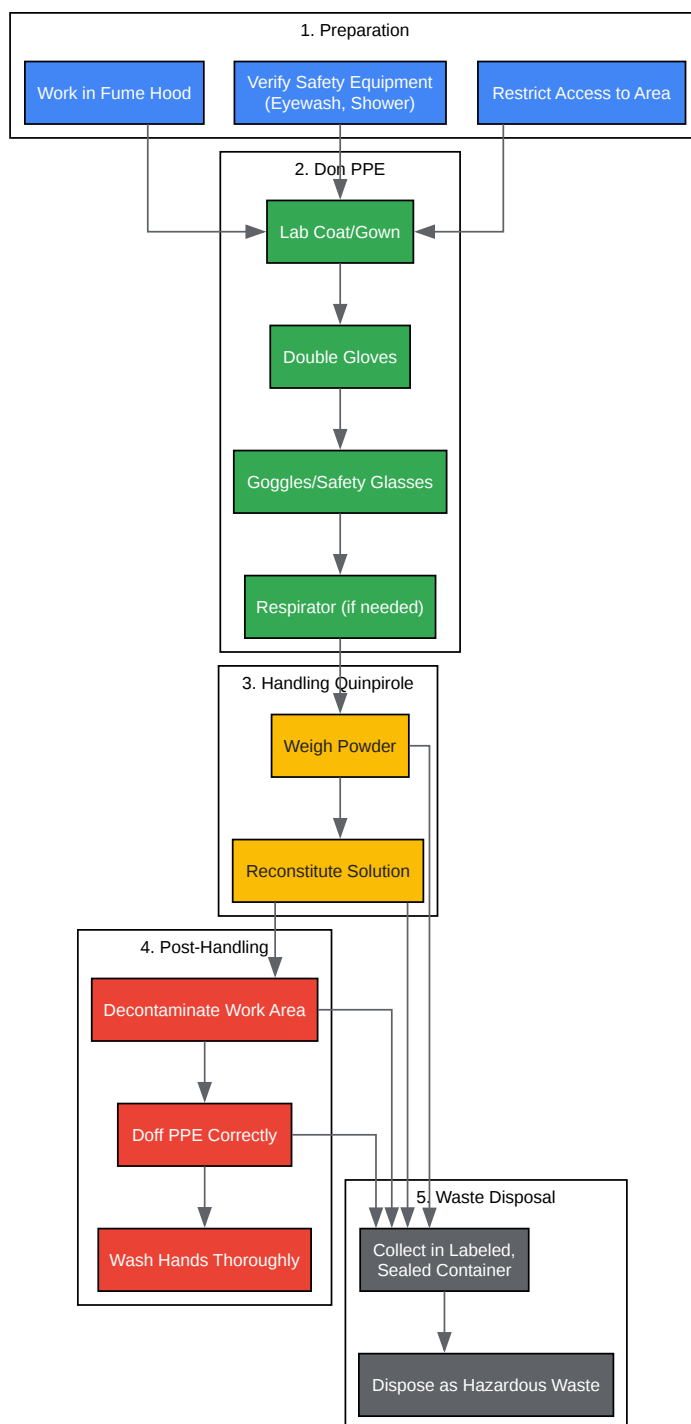 1. Preparation
Work in Fume Hood
Verify Safety Equipment
(Eyewash, Shower)
Restrict Access to Area
2. Don PPE
Lab Coat/Gown
Double Gloves
Goggles/Safety Glasses
Respirator (if needed)
3. Handling Quinpirole
Weigh Powder
Reconstitute Solution
4. Post-Handling
Decontaminate Work Area
Doff PPE Correctly
Wash Hands Thoroughly
5. Waste Disposal
Collect in Labeled,
Sealed Container
Dispose as Hazardous Waste